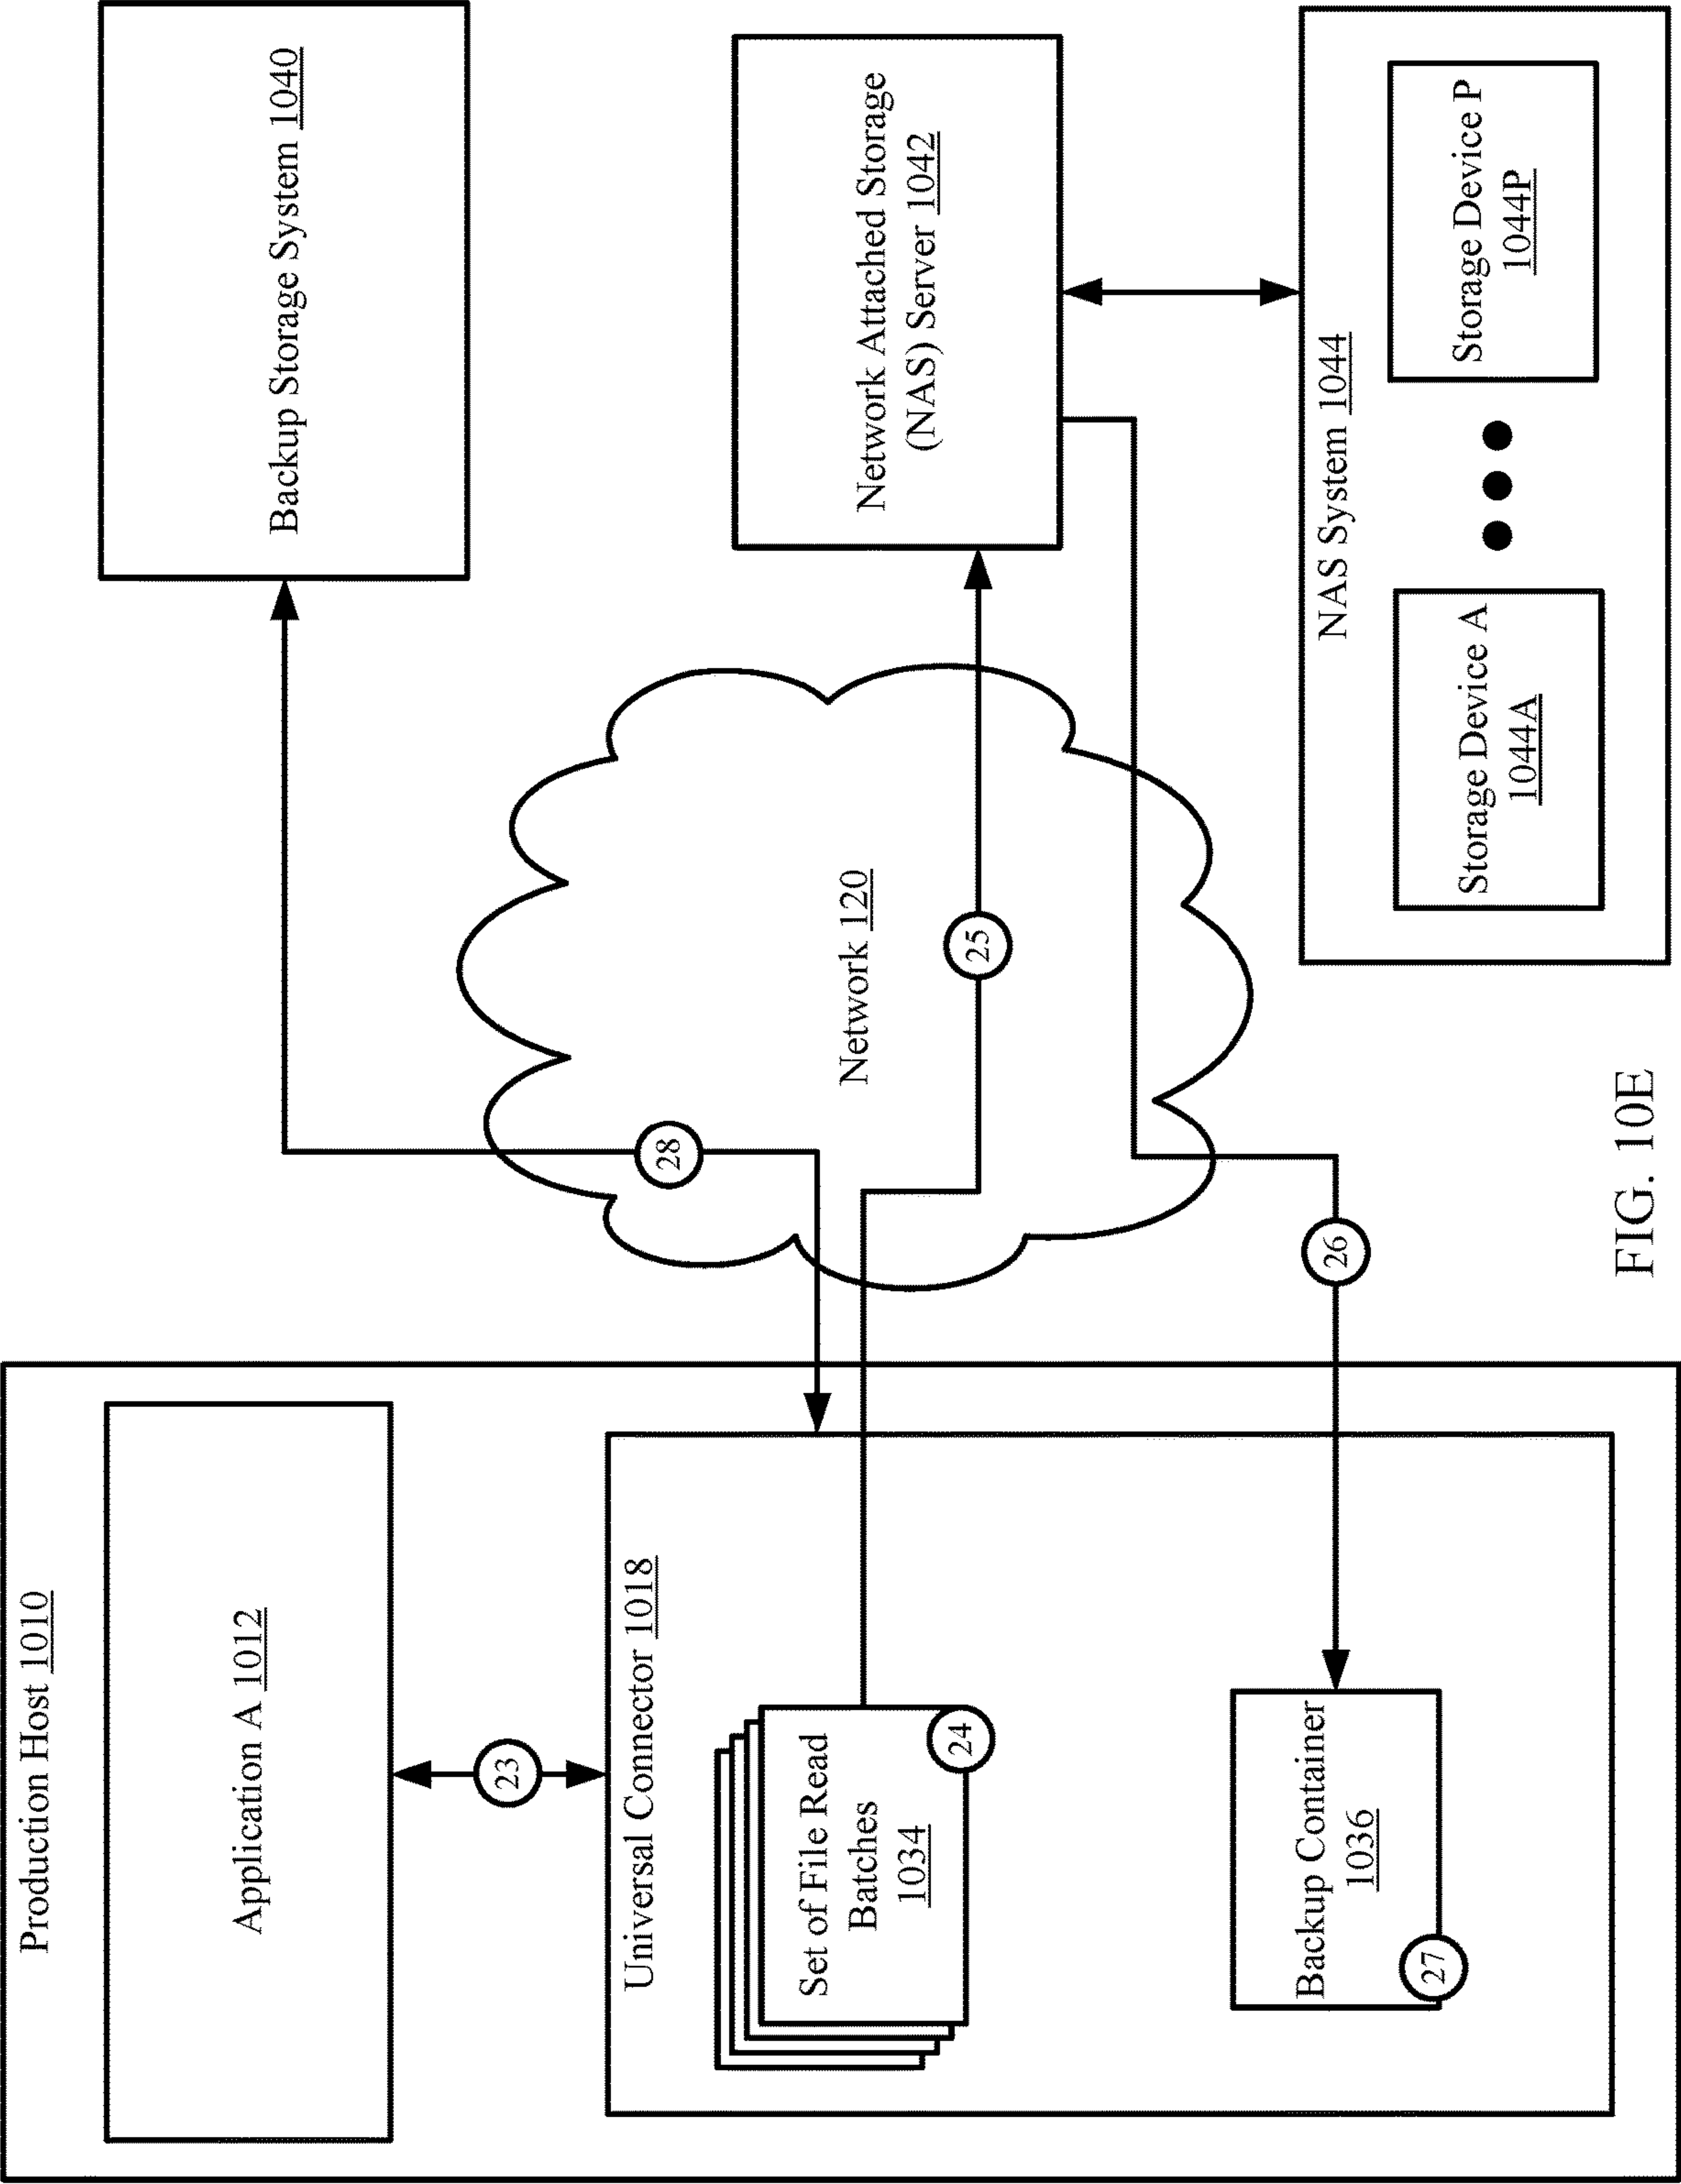 Production Host 1010
Application A 1012
23
Universal Connector 1018
Set of File Read
Batches
1034
24
Backup Container
1036
27
28
Network 120
25
26
Backup Storage System 1040
Network Attached Storage
(NAS) Server 1042
NAS System 1044
Storage Device A
1044A
Storage Device P
1044P
FIG. 10E